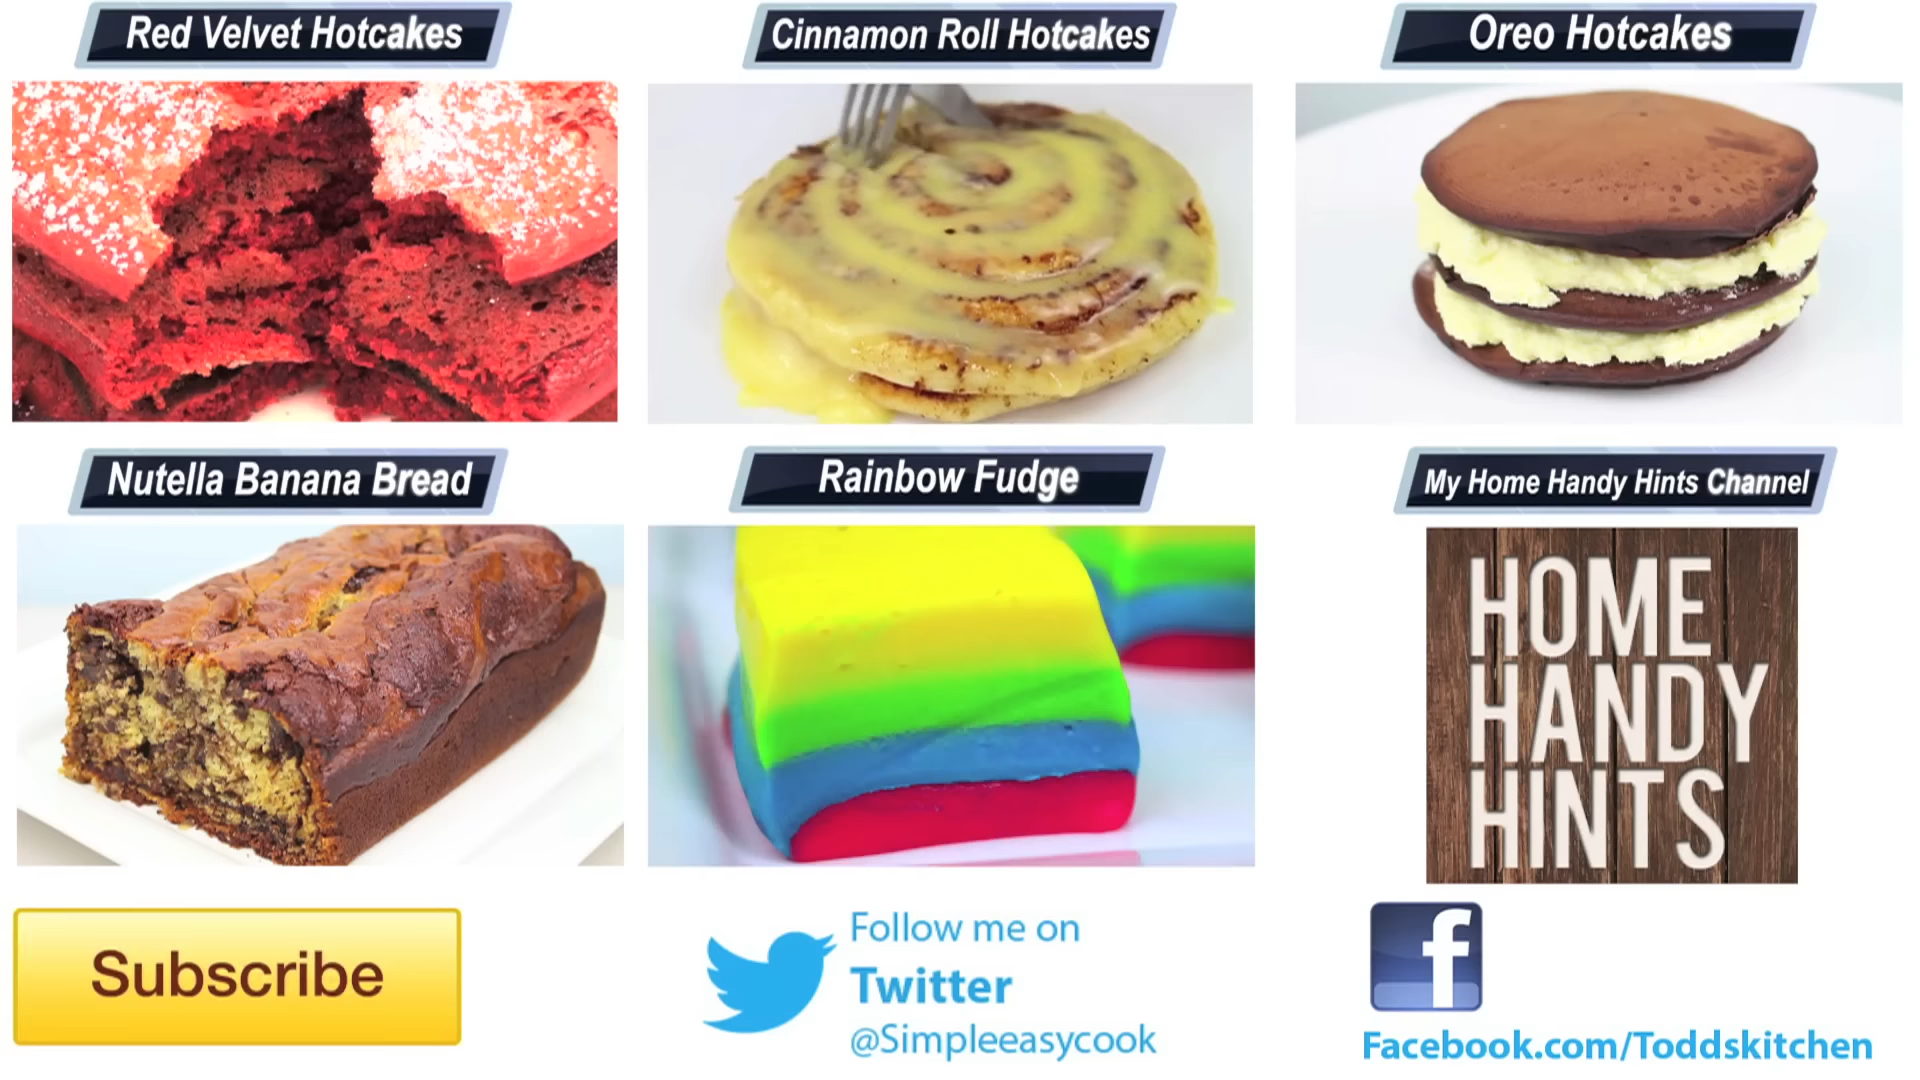 Red Velvet Hotcakes
Cinnamon Roll Hotcakes
Oreo Hotcakes
Nutella Banana Bread
Rainbow Fudge
My Home Handy Hints Channel
HOME
HANDY
HINTS
Subscribe
Follow me on
Twitter
@Simpleeasycook
f
Facebook.com/Toddskitchen